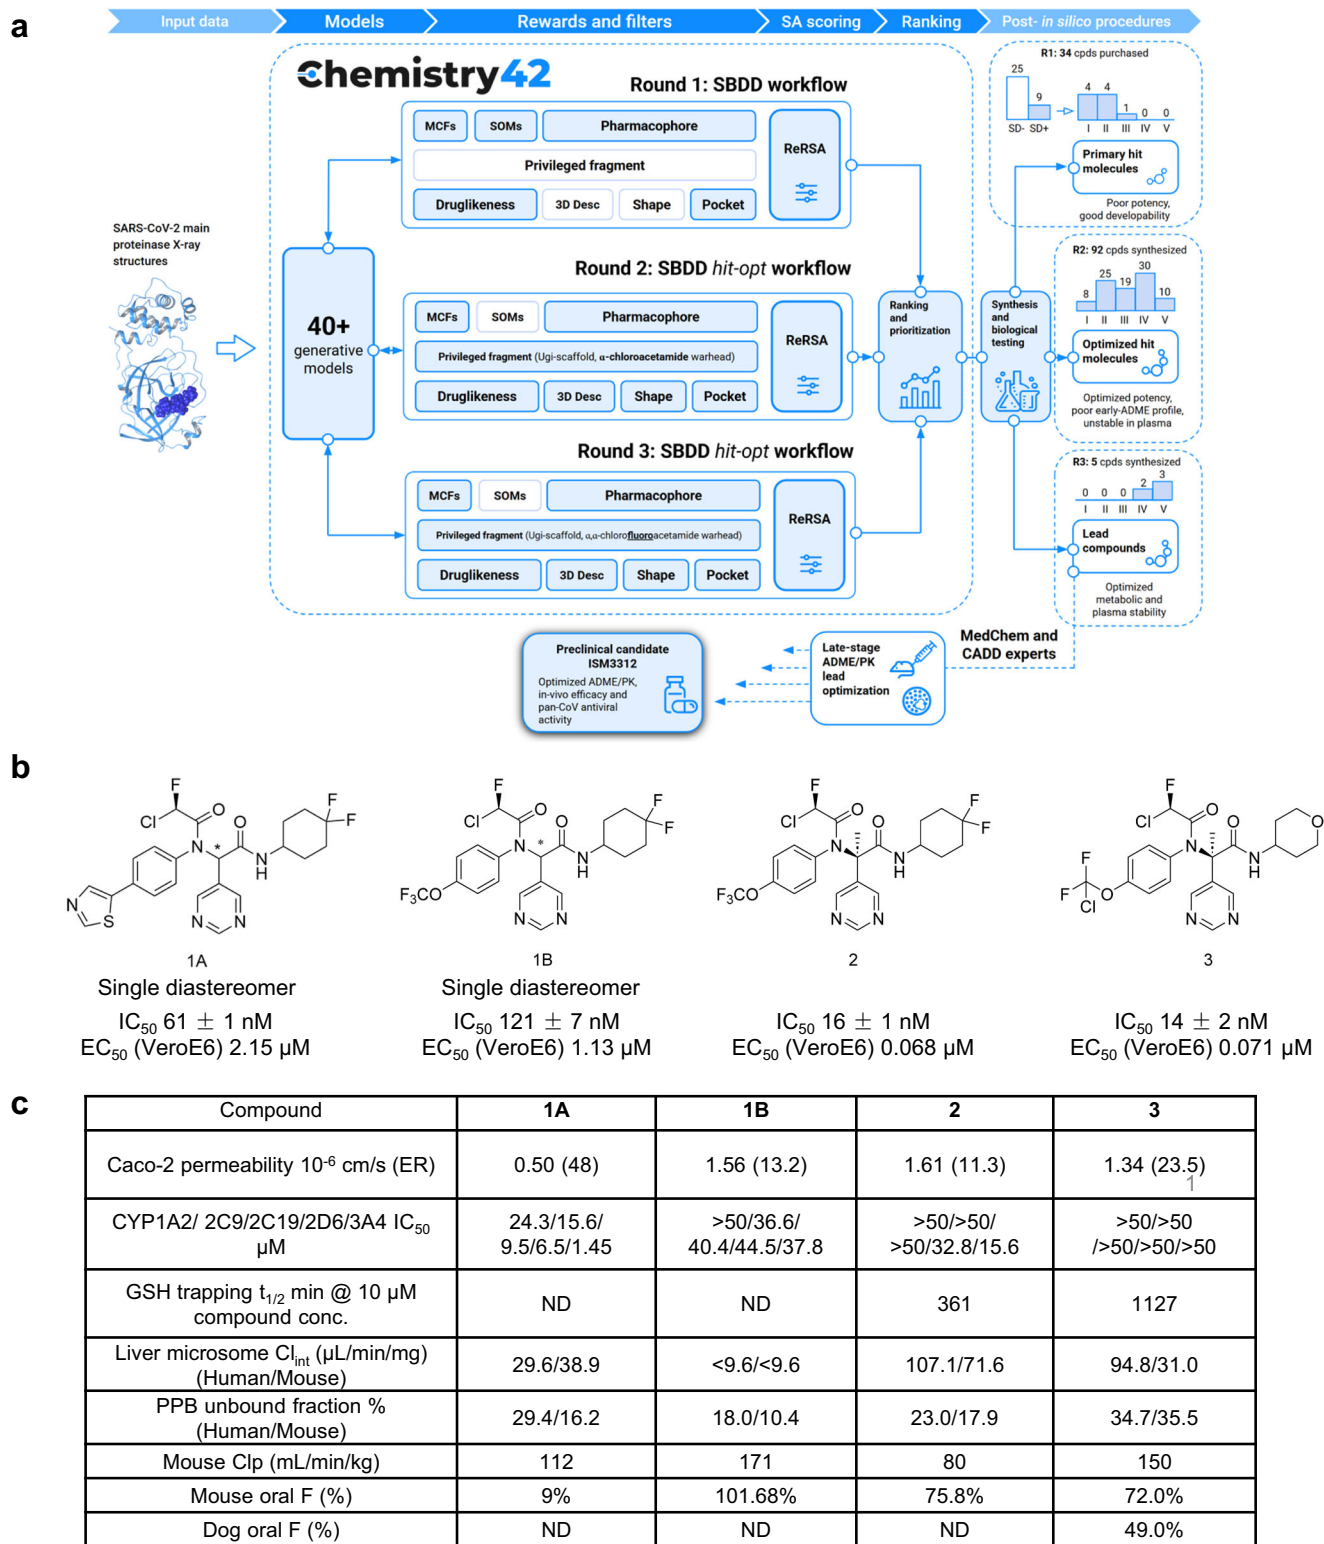 a
Input data
Models
Rewards and filters
SA scoring
Ranking
Post- in silico procedures
Chemistry42
Round 1: SBDD workflow
MCFs
SOMs
Pharmacophore
Privileged fragment
Druglikeness
3D Desc
Shape
Pocket
ReRSA
SARS-CoV-2 main
proteinase X-ray
structures
40+
generative
models
Round 2: SBDD hit-opt workflow
MCFs
SOMs
Pharmacophore
Privileged fragment (Ugi-scaffold, α-chloroacetamide warhead)
Druglikeness
3D Desc
Shape
Pocket
ReRSA
Round 3: SBDD hit-opt workflow
MCFs
SOMs
Pharmacophore
Privileged fragment (Ugi-scaffold, α,α-chlorofluoroacetamide warhead)
Druglikeness
3D Desc
Shape
Pocket
ReRSA
Ranking
and
prioritization
Synthesis
and
biological
testing
R1: 34 cpds purchased
25
9
4 4 1 0 0
SD- SD+
I II III IV V
Primary hit
molecules
Poor potency,
good developability
R2: 92 cpds synthesized
8 25 19 30 10
I II III IV V
Optimized hit
molecules
Optimized potency,
poor early-ADME profile,
unstable in plasma
R3: 5 cpds synthesized
0 0 0 2 3
I II III IV V
Lead
compounds
Optimized
metabolic and
plasma stability
MedChem and
CADD experts
Late-stage
ADME/PK
lead
optimization
Preclinical candidate
ISM3312
Optimized ADME/PK,
in-vivo efficacy and
pan-CoV antiviral
activity
b
F
Cl
O
O
N
*
N
H
F
F
N
S
N
N
1A
Single diastereomer
IC50 61 ± 1 nM
EC50 (VeroE6) 2.15 µM
F
Cl
O
O
N
*
N
H
F
F
F3CO
N
N
1B
Single diastereomer
IC50 121 ± 7 nM
EC50 (VeroE6) 1.13 µM
F
Cl
O
O
N
N
H
F
F
F3CO
N
N
2
IC50 16 ± 1 nM
EC50 (VeroE6) 0.068 µM
F
Cl
O
O
N
N
H
O
F
F
Cl
O
N
N
3
IC50 14 ± 2 nM
EC50 (VeroE6) 0.071 µM
c
Compound 1A 1B 2 3
Caco-2 permeability 10-6 cm/s (ER) 0.50 (48) 1.56 (13.2) 1.61 (11.3) 1.34 (23.5)
1
CYP1A2/ 2C9/2C19/2D6/3A4 IC50 24.3/15.6/ >50/36.6/ >50/>50/ >50/>50
µM 9.5/6.5/1.45 40.4/44.5/37.8 >50/32.8/15.6 />50/>50/>50
GSH trapping t1/2 min @ 10 µM
compound conc. ND ND 361 1127
Liver microsome Clint (µL/min/mg)
(Human/Mouse) 29.6/38.9 <9.6/<9.6 107.1/71.6 94.8/31.0
PPB unbound fraction %
(Human/Mouse) 29.4/16.2 18.0/10.4 23.0/17.9 34.7/35.5
Mouse Clp (mL/min/kg) 112 171 80 150
Mouse oral F (%) 9% 101.68% 75.8% 72.0%
Dog oral F (%) ND ND ND 49.0%